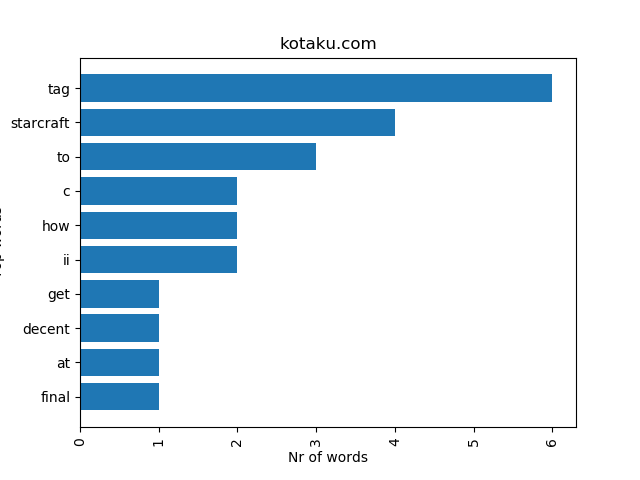 kotaku.com
tag
starcraft
to
c
how
ii
get
decent
at
final
0 1 2 3 4 5 6
Nr of words